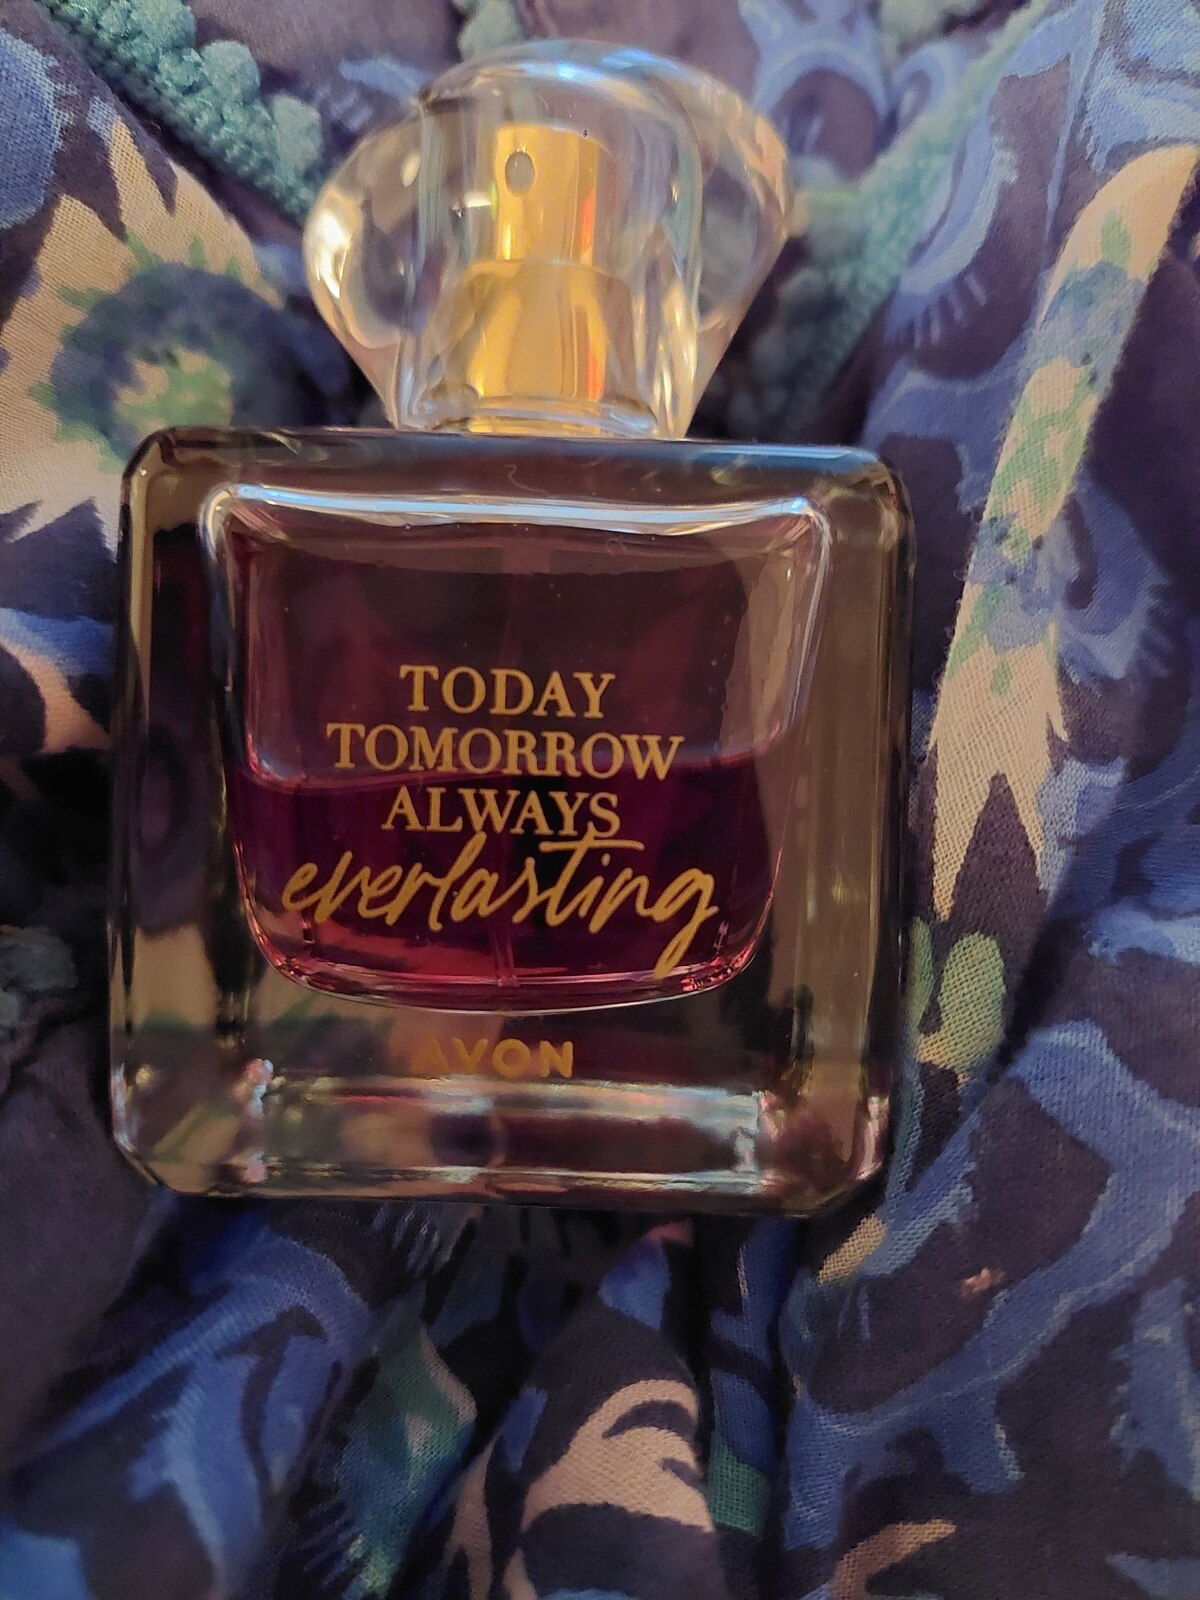 TODAY
TOMORROW
ALWAYS
everlasting
AVON